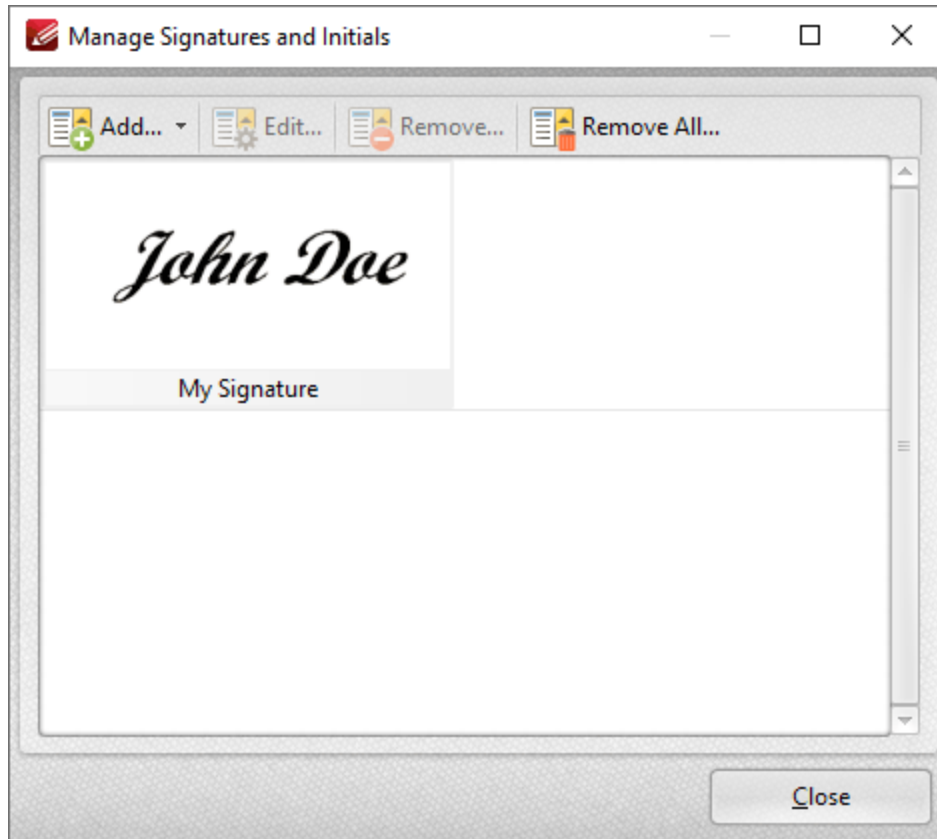 Manage Signatures and Initials
Add... Edit... Remove... Remove All...
John Doe
My Signature
Close